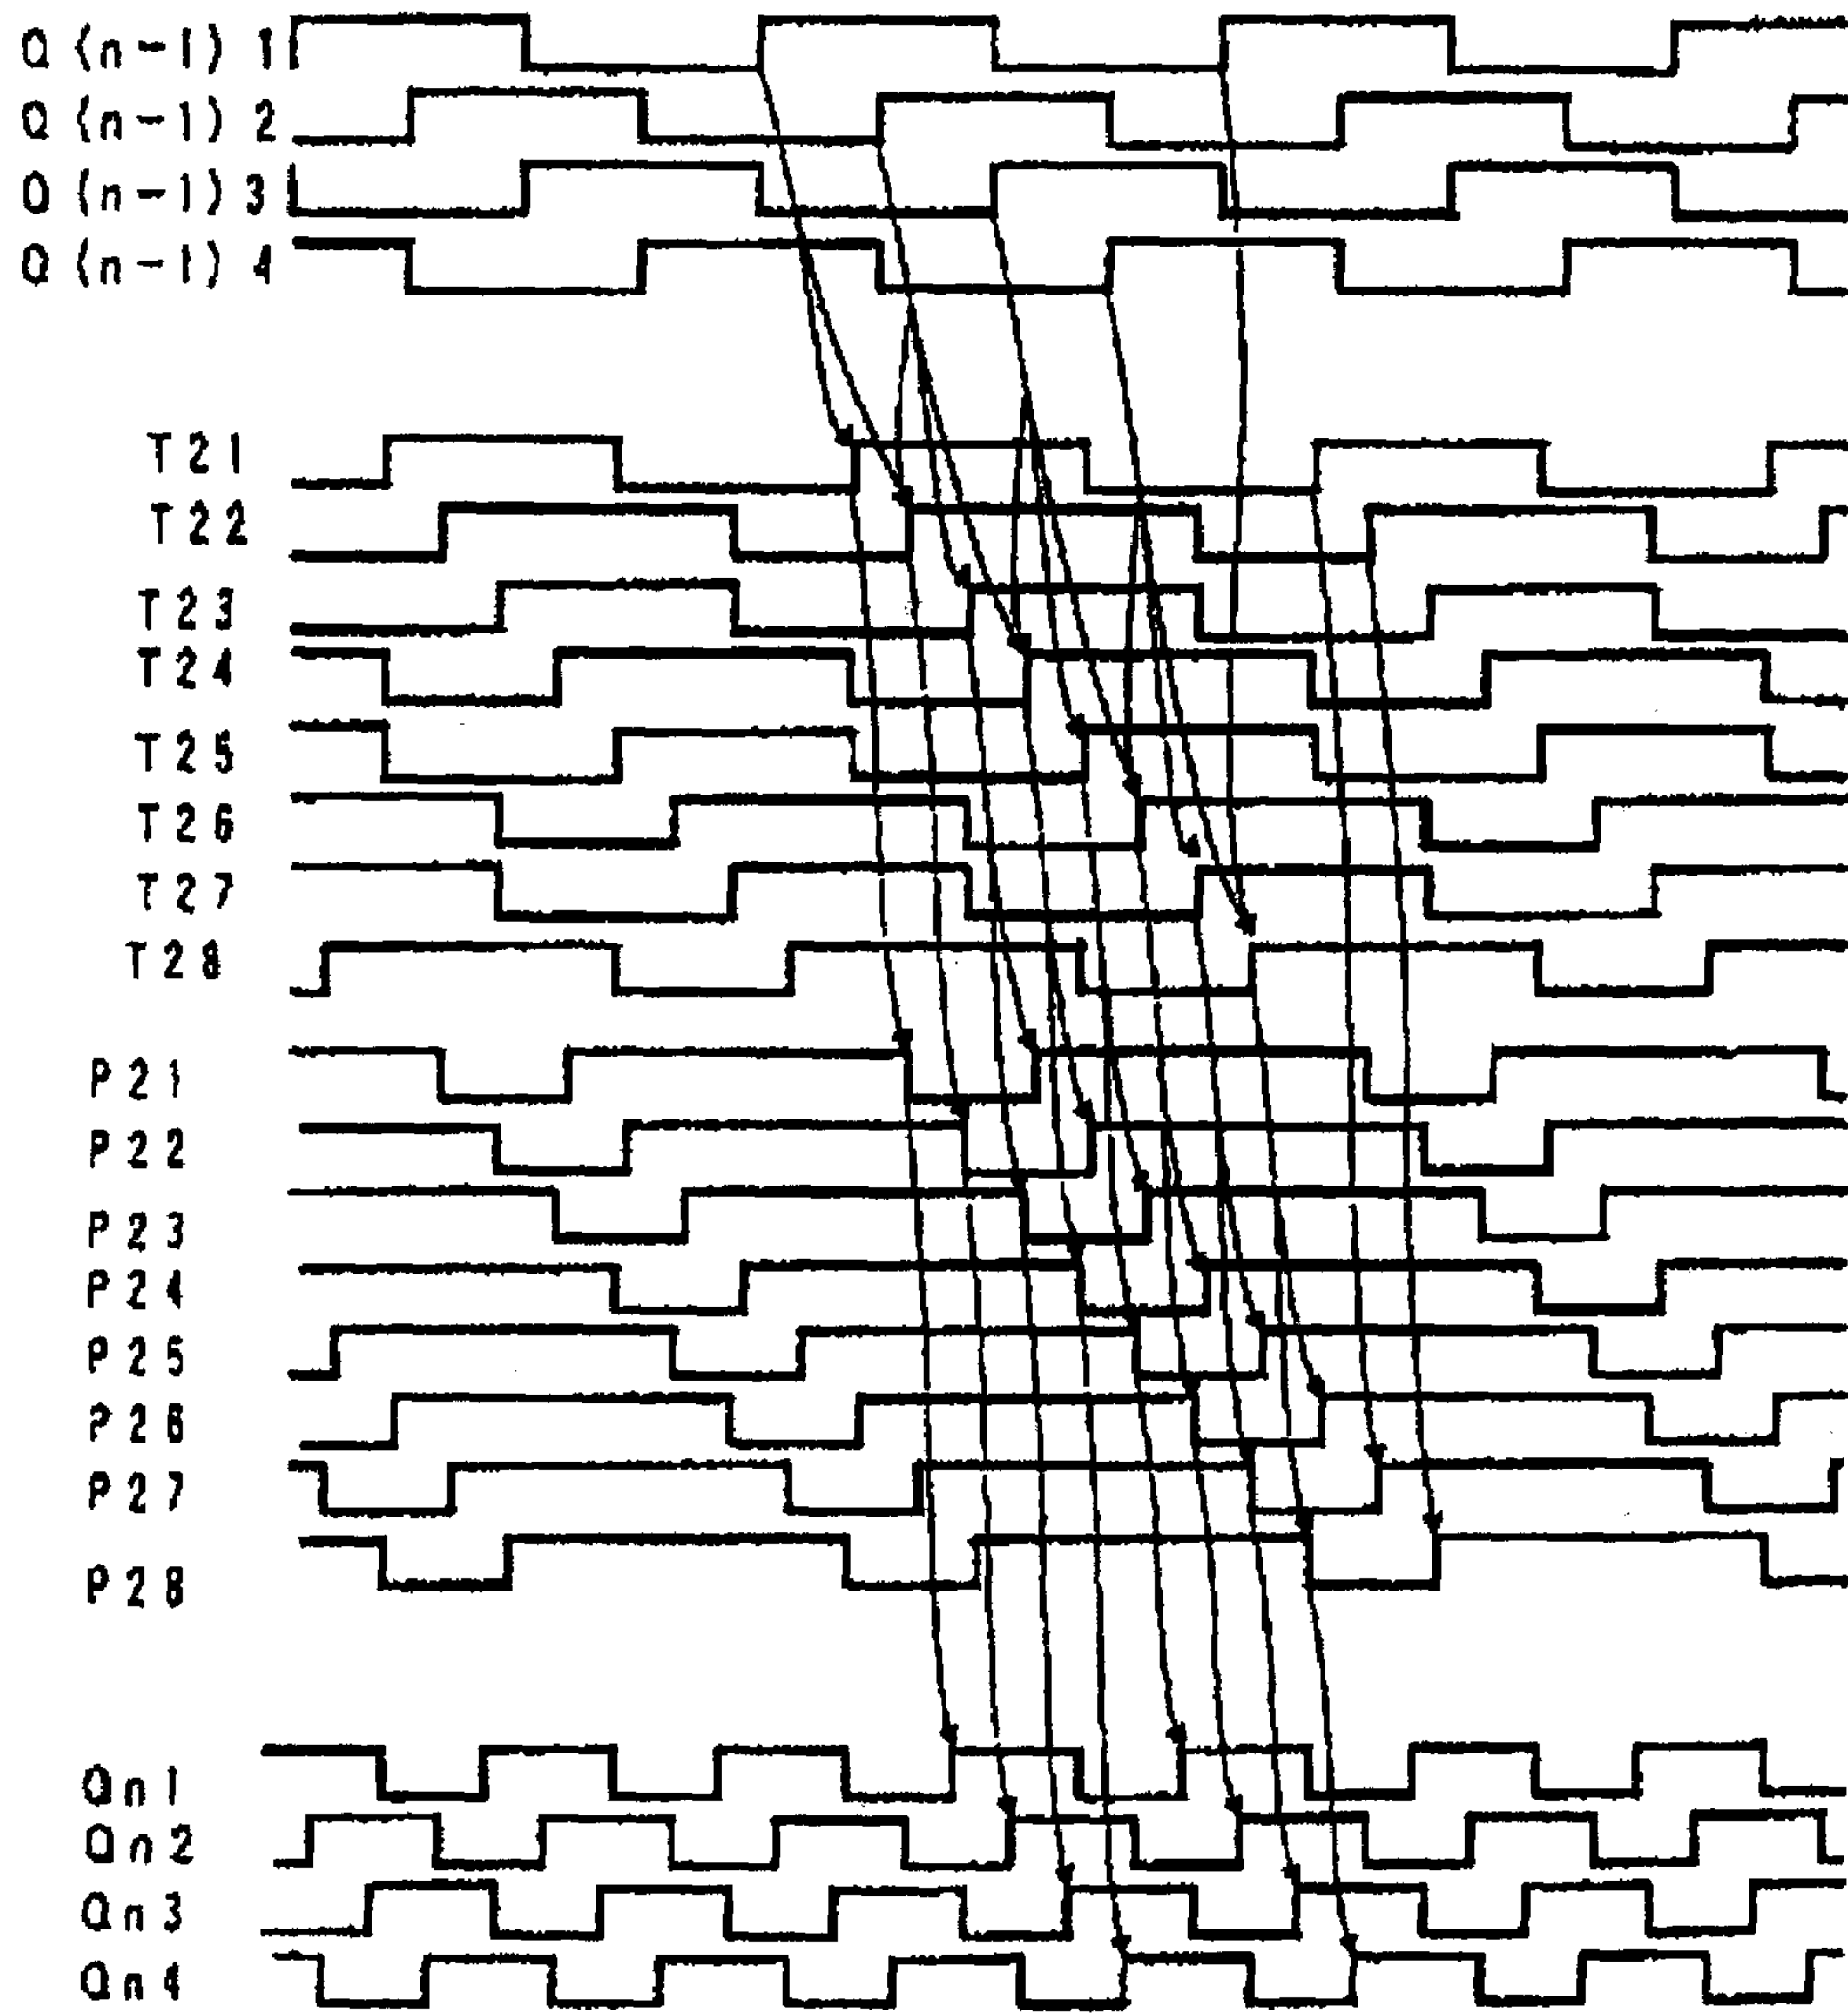 Q(n-1)1
Q(n-1)2
Q(n-1)3
Q(n-1)4
T21
T22
T23
T24
T25
T26
T27
T28
P21
P22
P23
P24
P25
P26
P27
P28
Qn1
Qn2
Qn3
Qn4